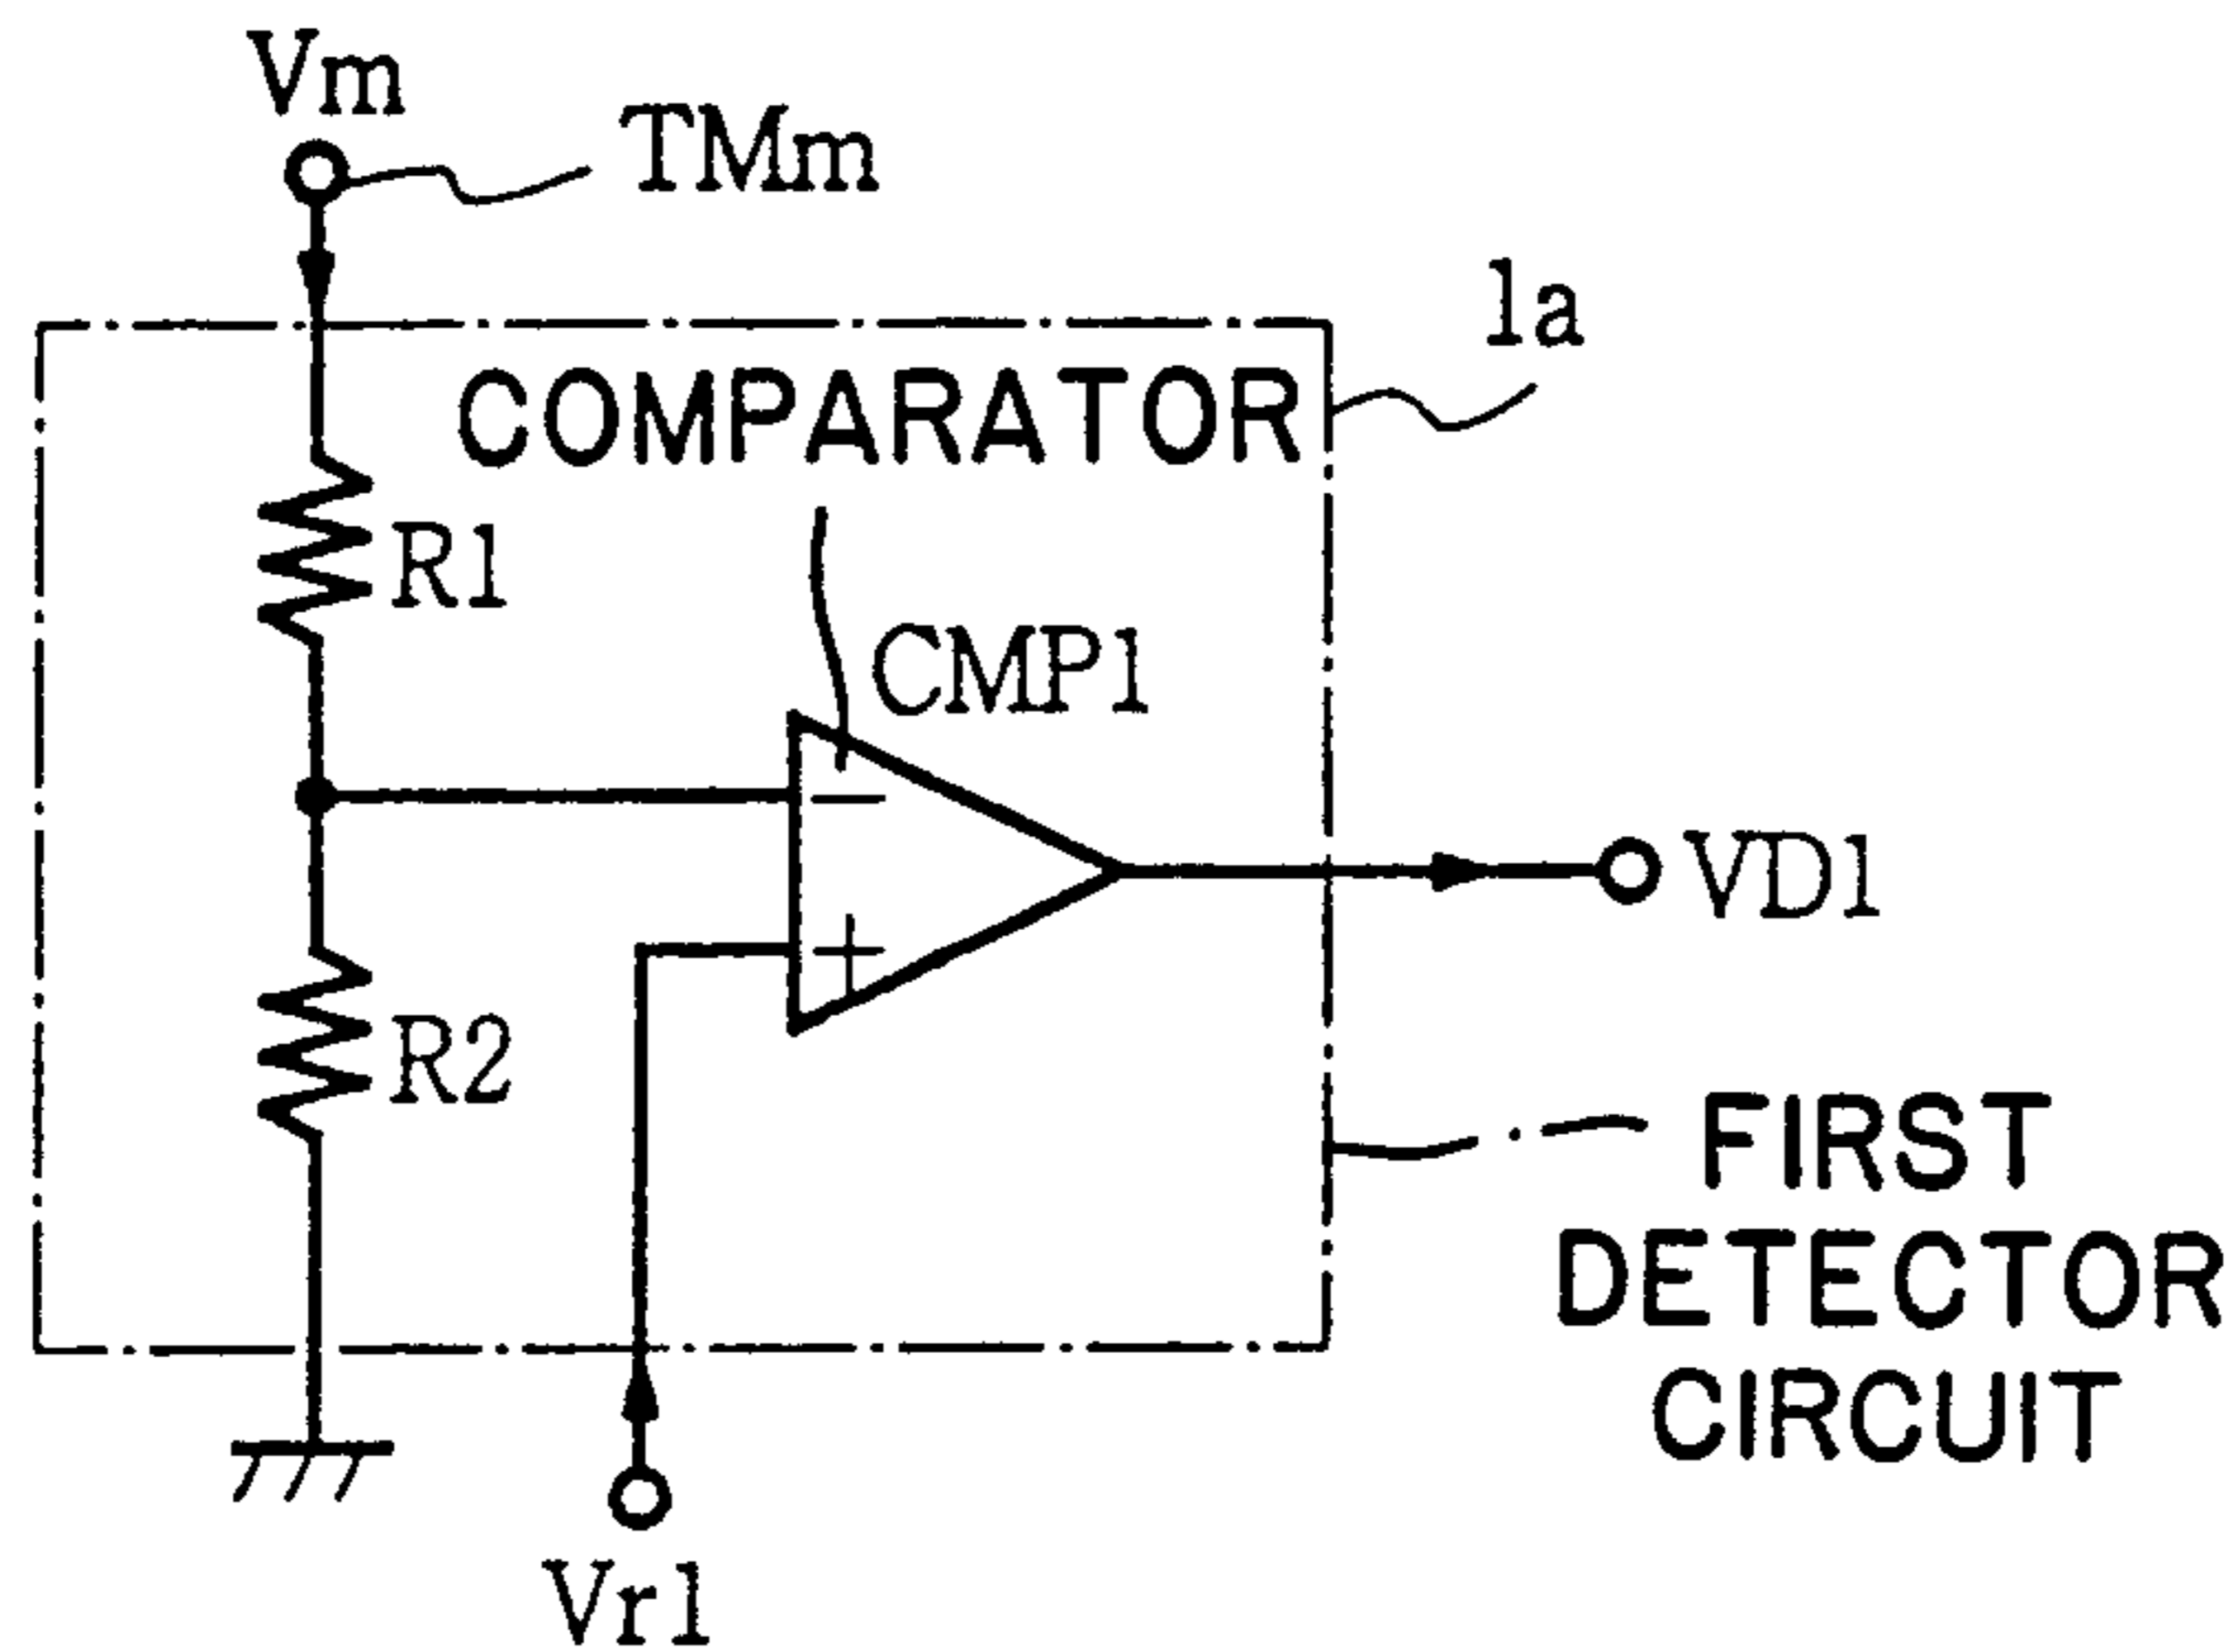 Vm
TMm
1a
COMPARATOR
R1
CMP1
−
VD1
+
R2
FIRST
DETECTOR
CIRCUIT
Vr1